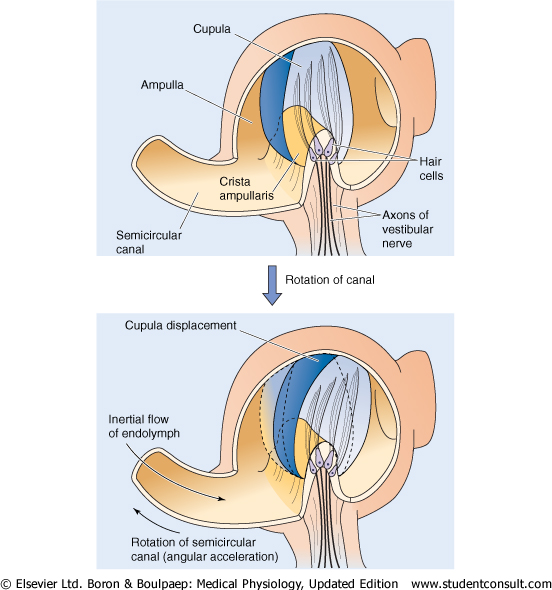 Cupula
Ampulla
Crista
ampullaris
Hair
cells
Axons of
vestibular
nerve
Semicircular
canal
Rotation of canal
Cupula displacement
Inertial flow
of endolymph
Rotation of semicircular
canal (angular acceleration)
© Elsevier Ltd. Boron & Boulpaep: Medical Physiology, Updated Edition www.studentconsult.com